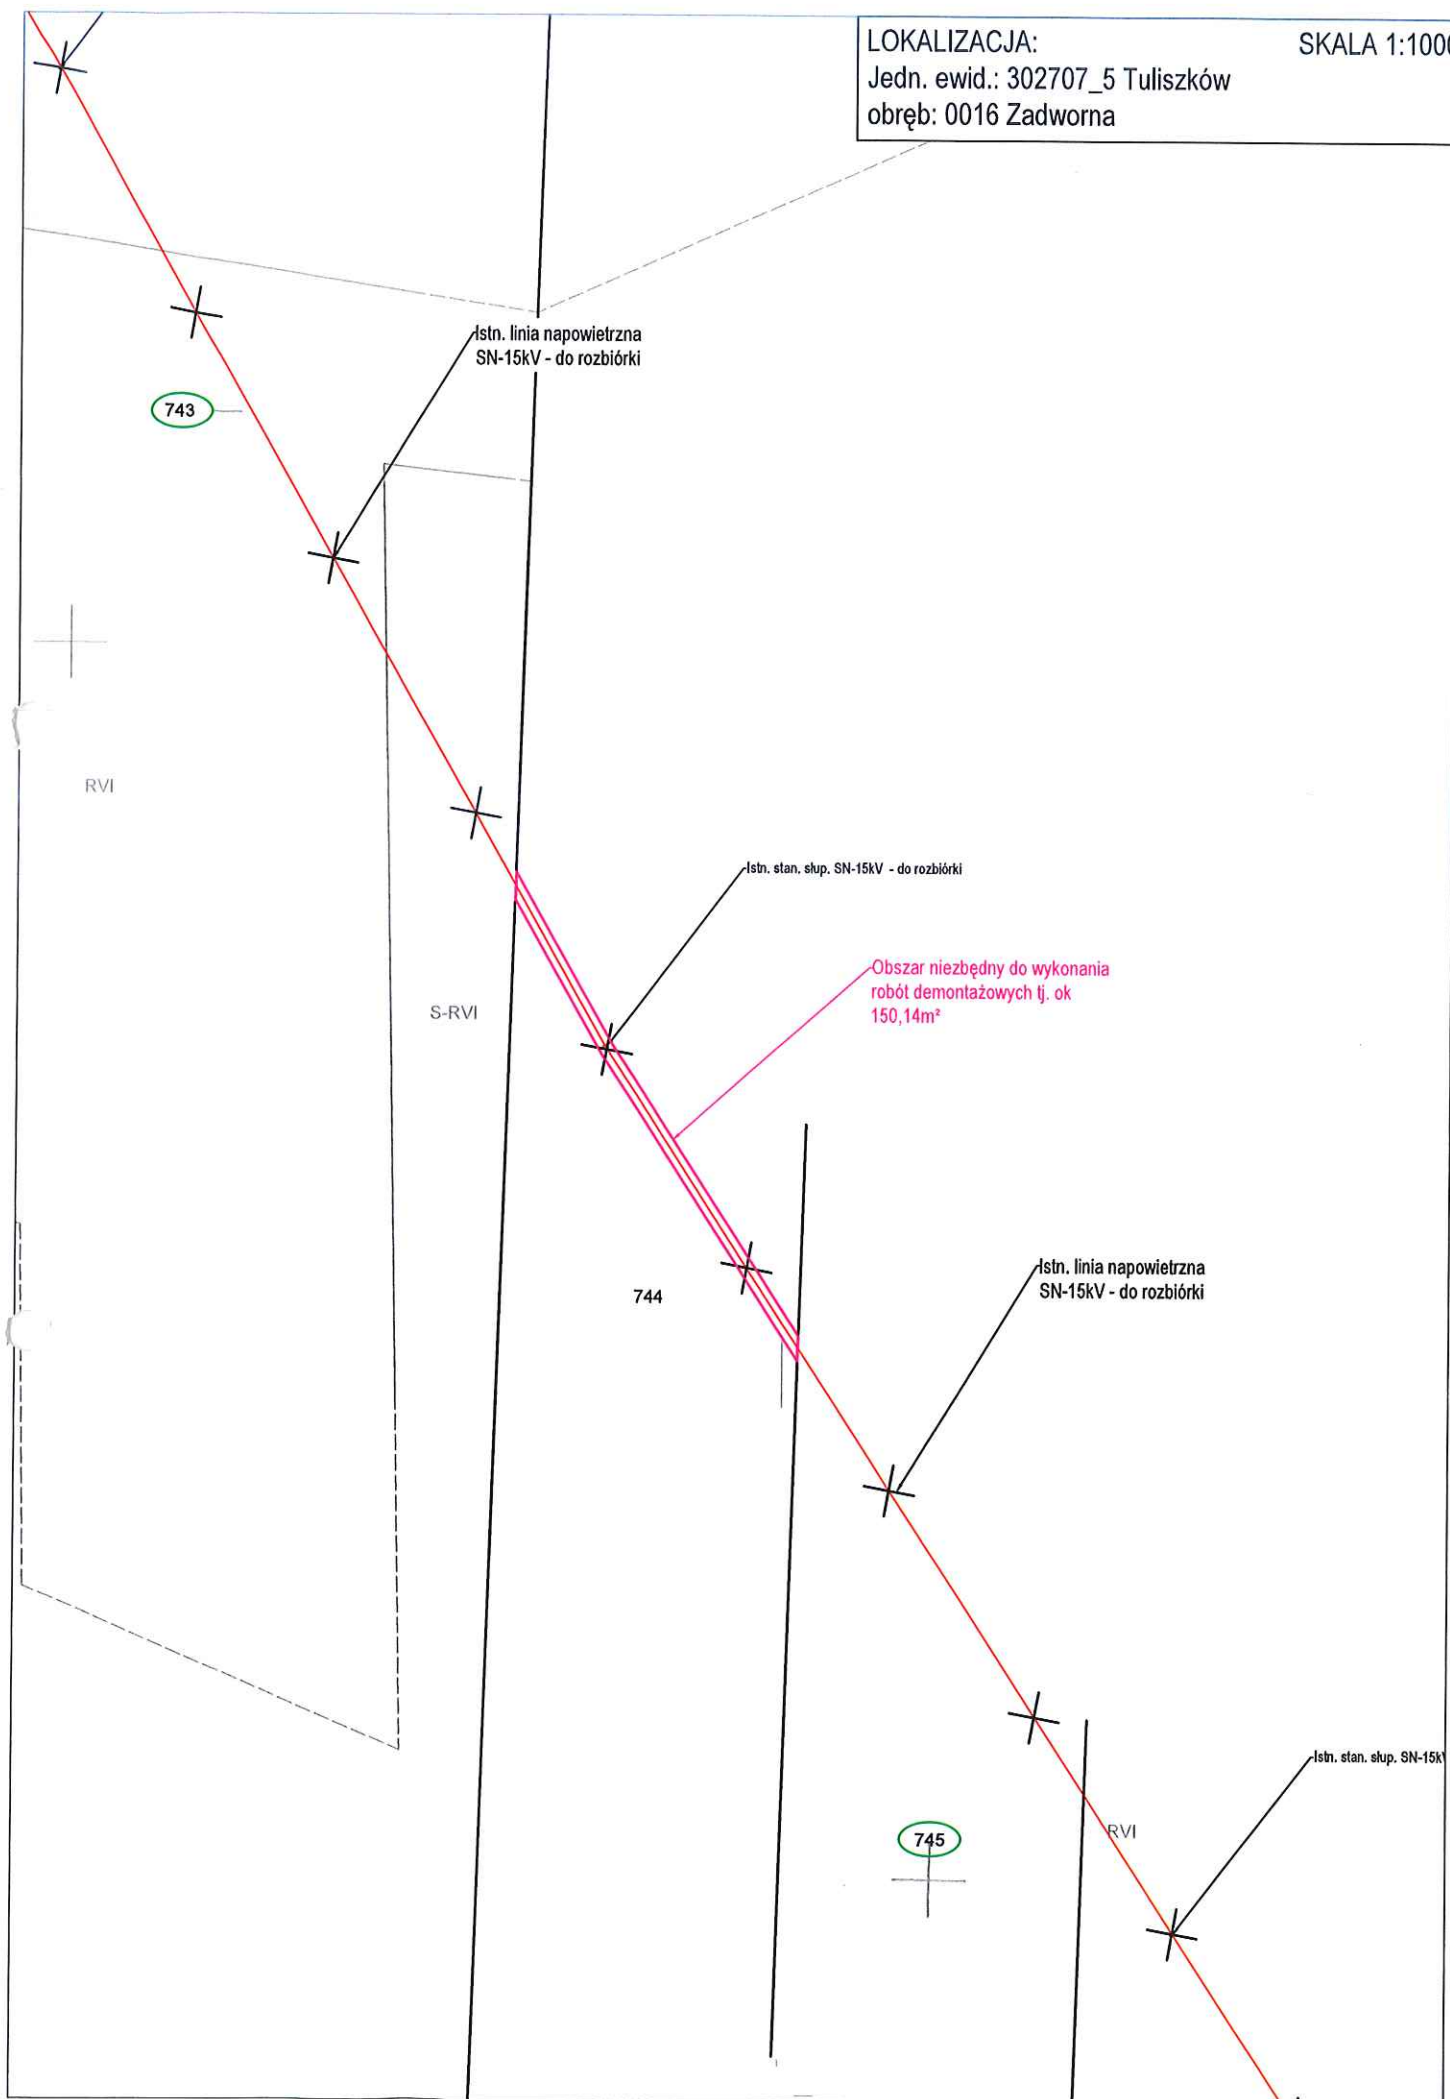 LOKALIZACJA: SKALA 1:1000
Jedn. ewid.: 302707_5 Tuliszków
obręb: 0016 Zadworna
Istn. linia napowietrzna
SN-15kV - do rozbiórki
743
RVI
Istn. stan. słup. SN-15kV - do rozbiórki
Obszar niezbędny do wykonania
robót demontażowych tj. ok
150,14m²
S-RVI
Istn. linia napowietrzna
SN-15kV - do rozbiórki
744
Istn. stan. słup. SN-15kV
RVI
745